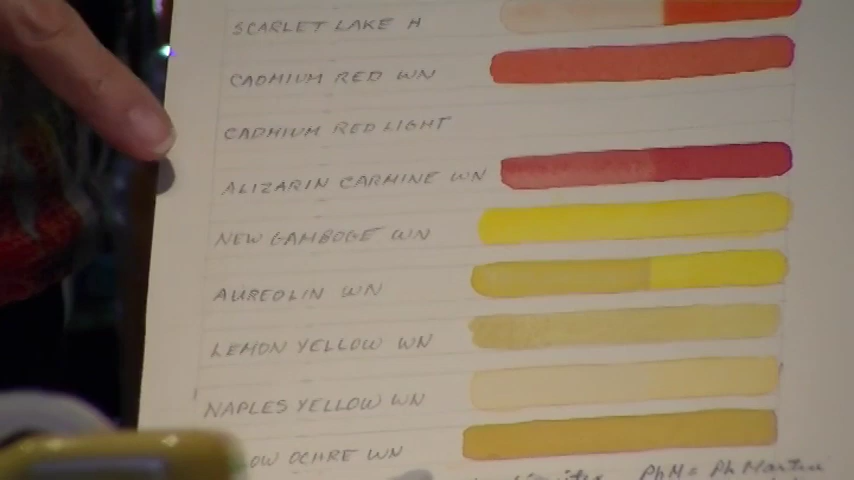 SCARLET LAKE H
CADMIUM RED WN
CADMIUM RED LIGHT
ALIZARIN CARMINE WN
NEW GAMBOGE WN
AUREOLIN WN
LEMON YELLOW WN
NAPLES YELLOW WN
LOW OCHRE WN
PhM = Ph Martin